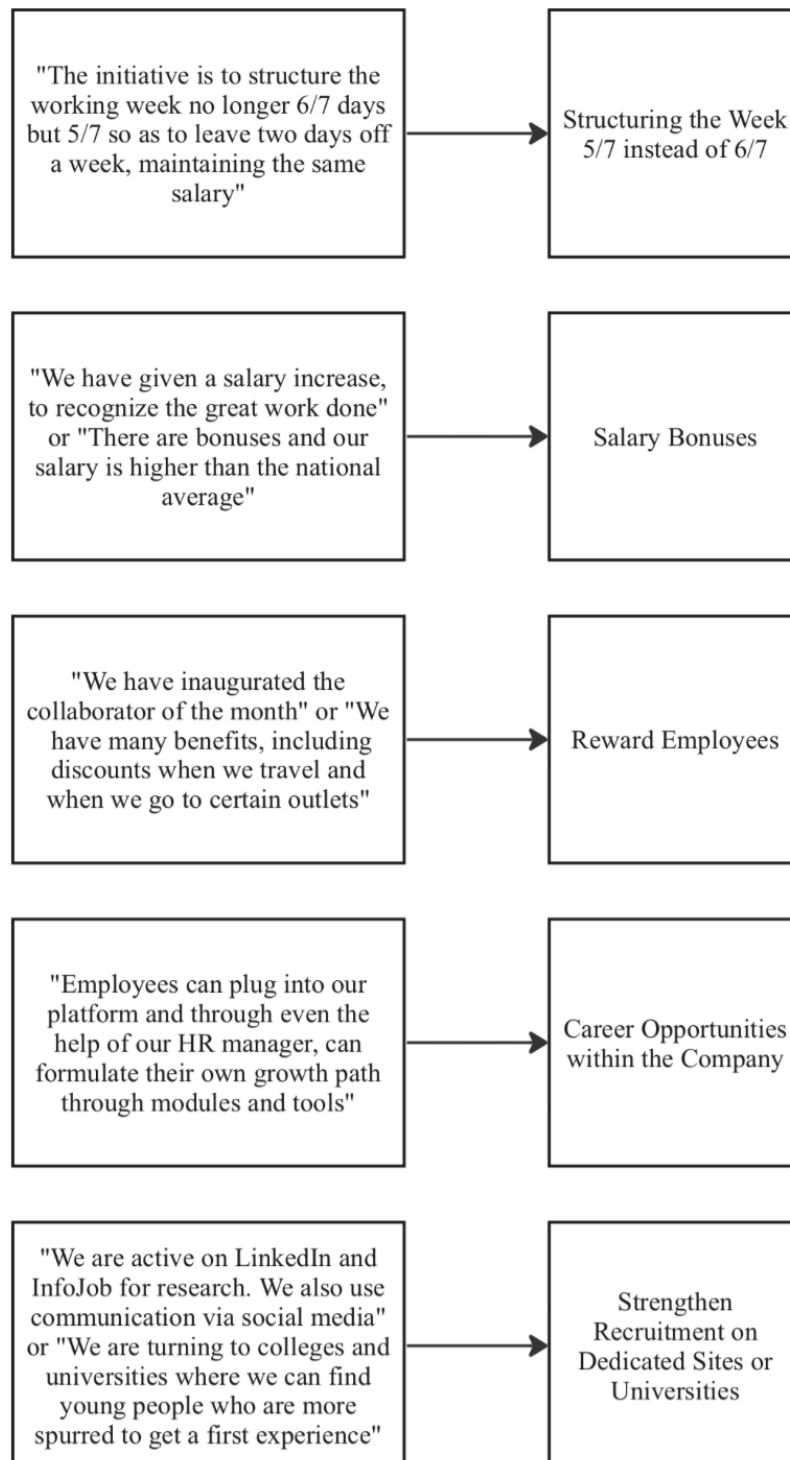 "The initiative is to structure the
working week no longer 6/7 days
but 5/7 so as to leave two days off
a week, maintaining the same
salary"
Structuring the Week
5/7 instead of 6/7
"We have given a salary increase,
to recognize the great work done"
or "There are bonuses and our
salary is higher than the national
average"
Salary Bonuses
"We have inaugurated the
collaborator of the month" or "We
have many benefits, including
discounts when we travel and
when we go to certain outlets"
Reward Employees
"Employees can plug into our
platform and through even the
help of our HR manager, can
formulate their own growth path
through modules and tools"
Career Opportunities
within the Company
"We are active on LinkedIn and
InfoJob for research. We also use
communication via social media"
or "We are turning to colleges and
universities where we can find
young people who are more
spurred to get a first experience"
Strengthen
Recruitment on
Dedicated Sites or
Universities